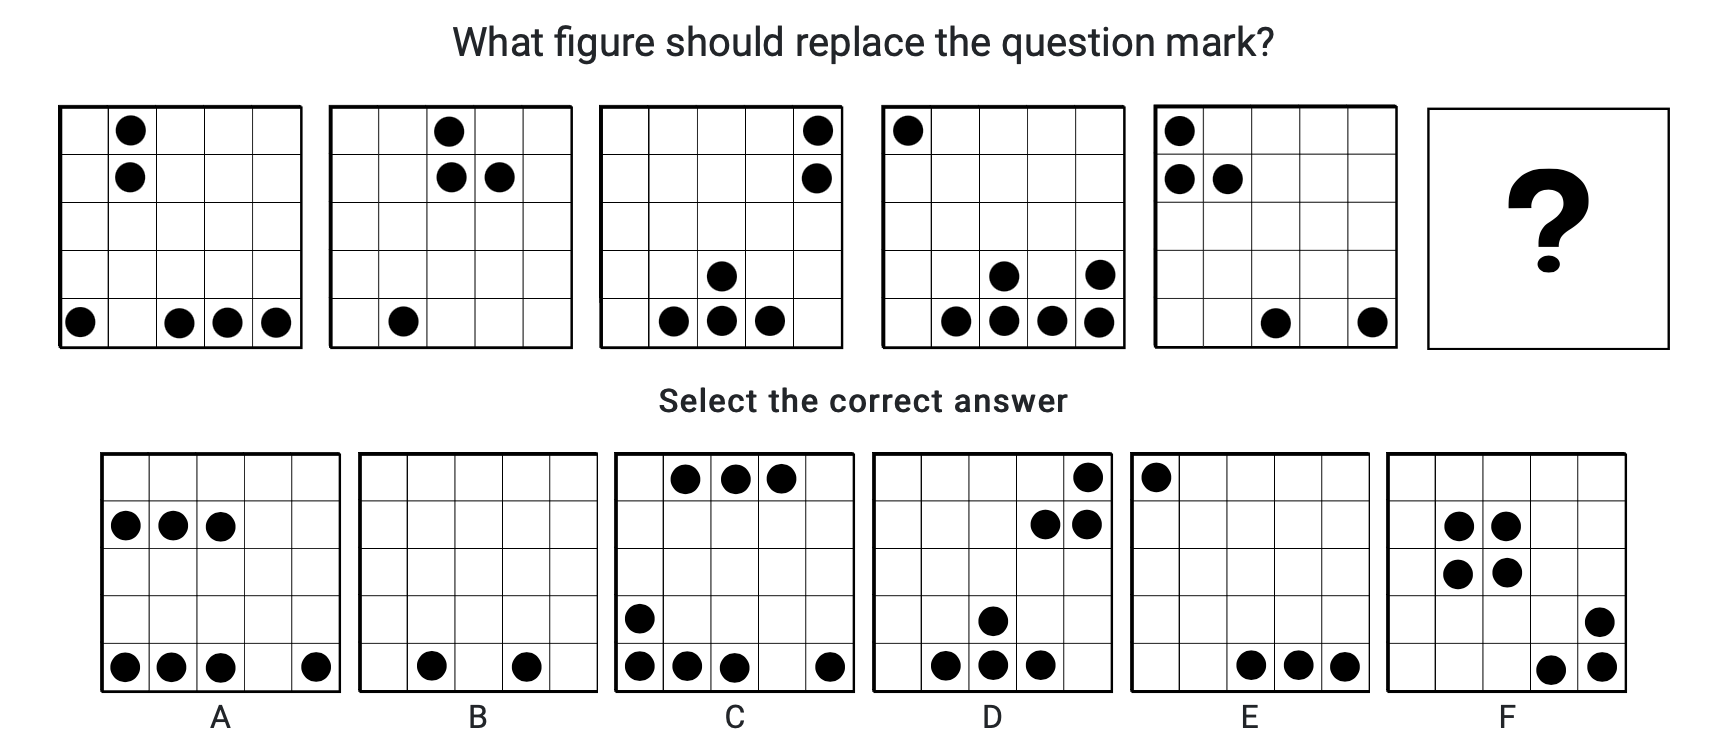 What figure should replace the question mark?
?
Select the correct answer
A B C D E F